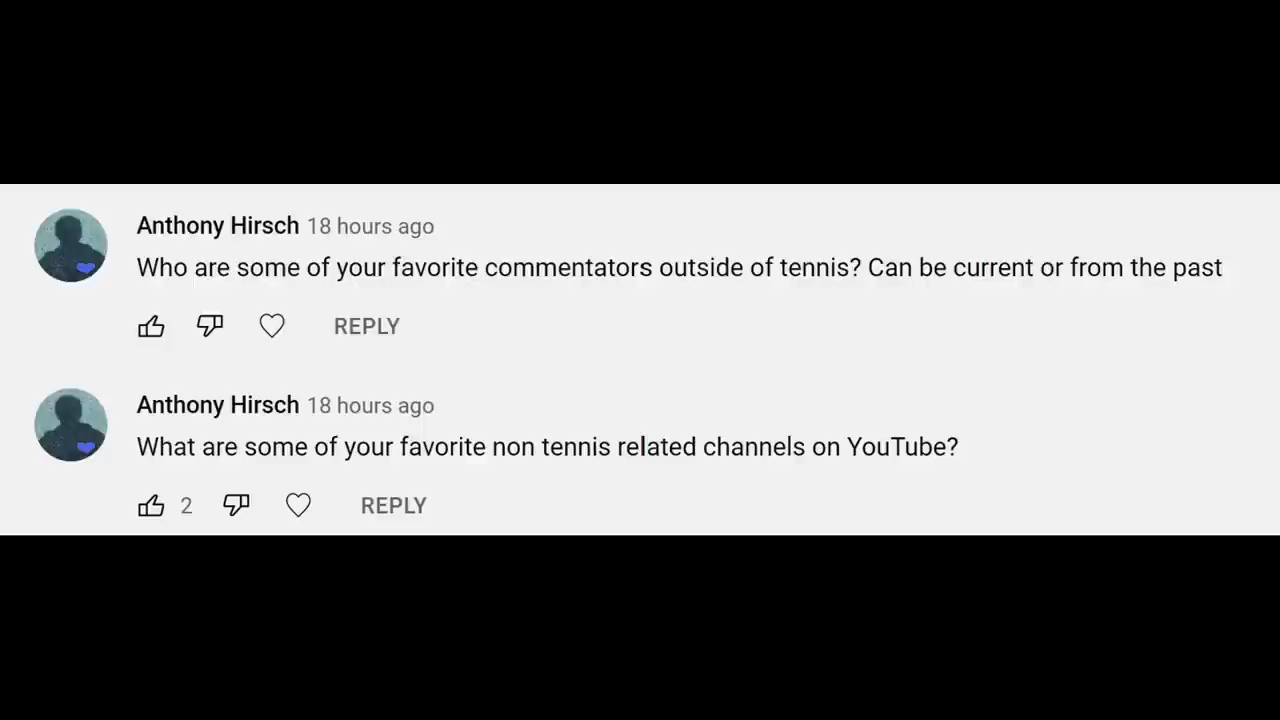 Anthony Hirsch 18 hours ago
Who are some of your favorite commentators outside of tennis? Can be current or from the past
REPLY
Anthony Hirsch 18 hours ago
What are some of your favorite non tennis related channels on YouTube?
2 REPLY